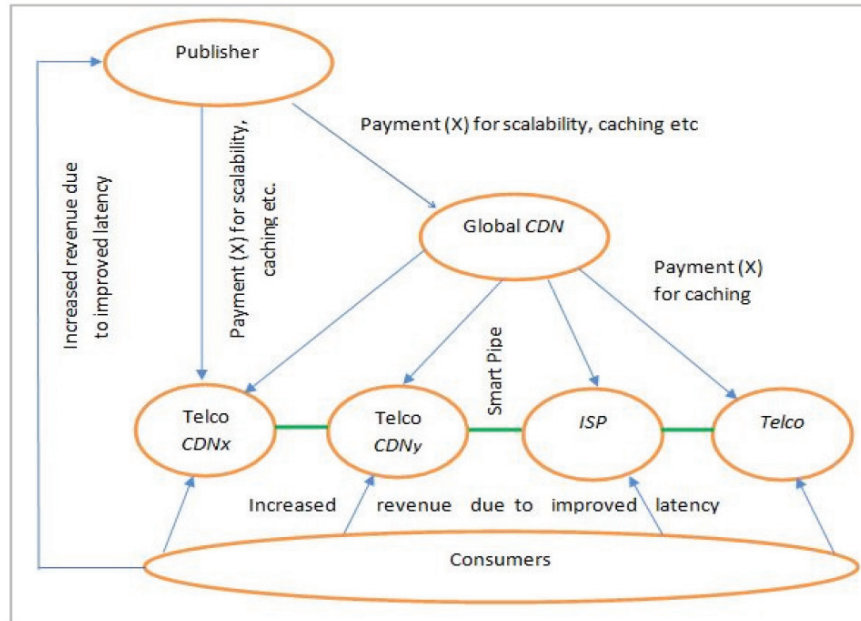 Publisher
Increased revenue due
to improved latency
Payment (X) for scalability,
caching etc.
Payment (X) for scalability, caching etc
Global CDN
Payment (X)
for caching
Smart Pipe
Telco
CDNx
Telco
CDNy
ISP
Telco
Increased revenue due to improved latency
Consumers